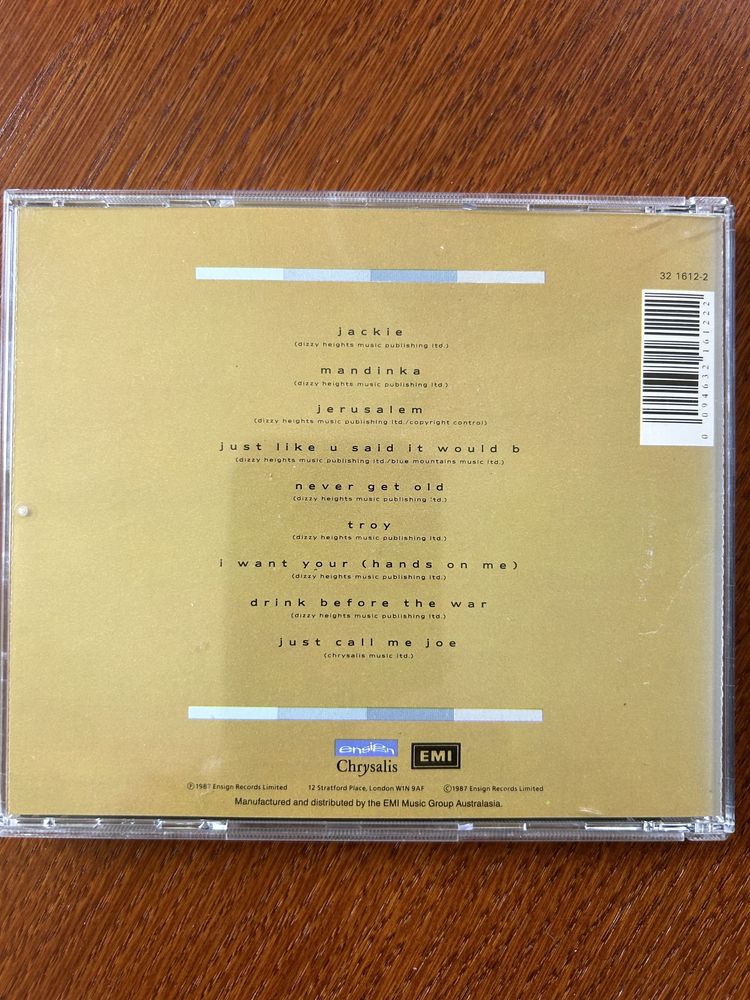 32 1612-2
jackie
(dizzy heights music publishing ltd.)
mandinka
(dizzy heights music publishing ltd.)
jerusalem
(dizzy heights music publishing ltd./copyright control)
just like u said it would b
(dizzy heights music publishing ltd./blue mountains music ltd.)
never get old
(dizzy heights music publishing ltd.)
troy
(dizzy heights music publishing ltd.)
i want your (hands on me)
(dizzy heights music publishing ltd.)
drink before the war
(dizzy heights music publishing ltd.)
just call me joe
(chrysalis music ltd.)
0 094632 161222
ensign
Chrysalis
EMI
Ⓟ1987 Ensign Records Limited 12 Stratford Place, London W1N 9AF ©1987 Ensign Records Limited
Manufactured and distributed by the EMI Music Group Australasia.